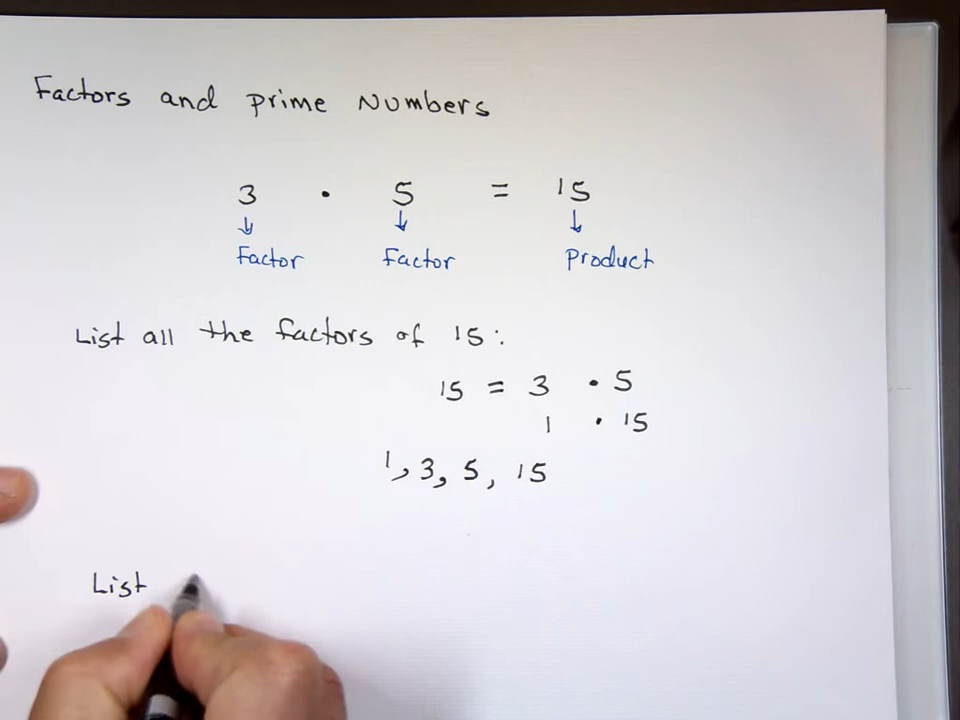 Factors and prime Numbers
3 · 5 = 15
↓ ↓ ↓
Factor Factor Product
List all the factors of 15:
15 = 3 · 5
1 · 15
1, 3, 5, 15
List